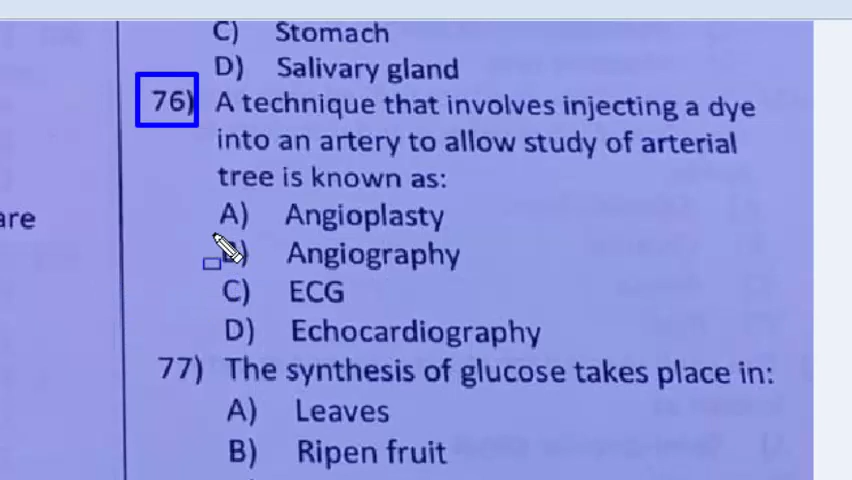 C) Stomach
D) Salivary gland
76) A technique that involves injecting a dye
into an artery to allow study of arterial
tree is known as:
are
A) Angioplasty
Angiography
C) ECG
D) Echocardiography
77) The synthesis of glucose takes place in:
A) Leaves
B) Ripen fruit